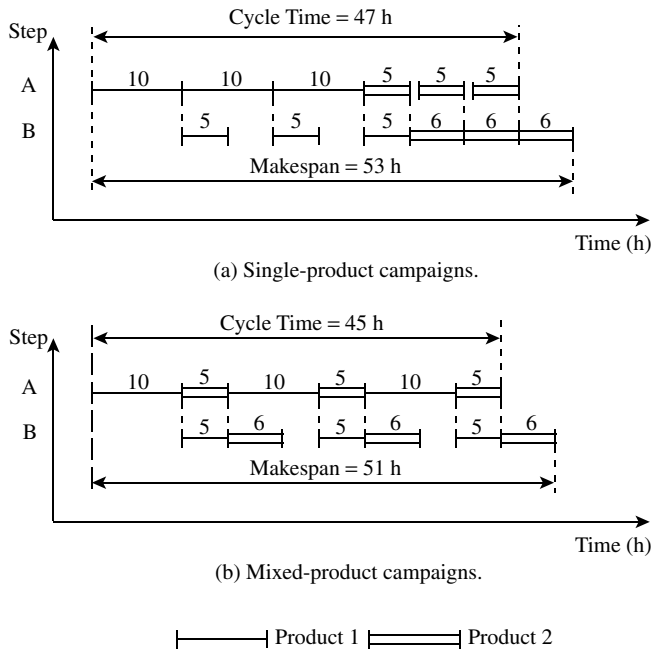 Step
Cycle Time = 47 h
A
10 10 10 5 5 5
B
5 5 5 6 6 6
Makespan = 53 h
Time (h)
(a) Single-product campaigns.
Step
Cycle Time = 45 h
A
10 5 10 5 10 5
B
5 6 5 6 5 6
Makespan = 51 h
Time (h)
(b) Mixed-product campaigns.
Product 1 Product 2